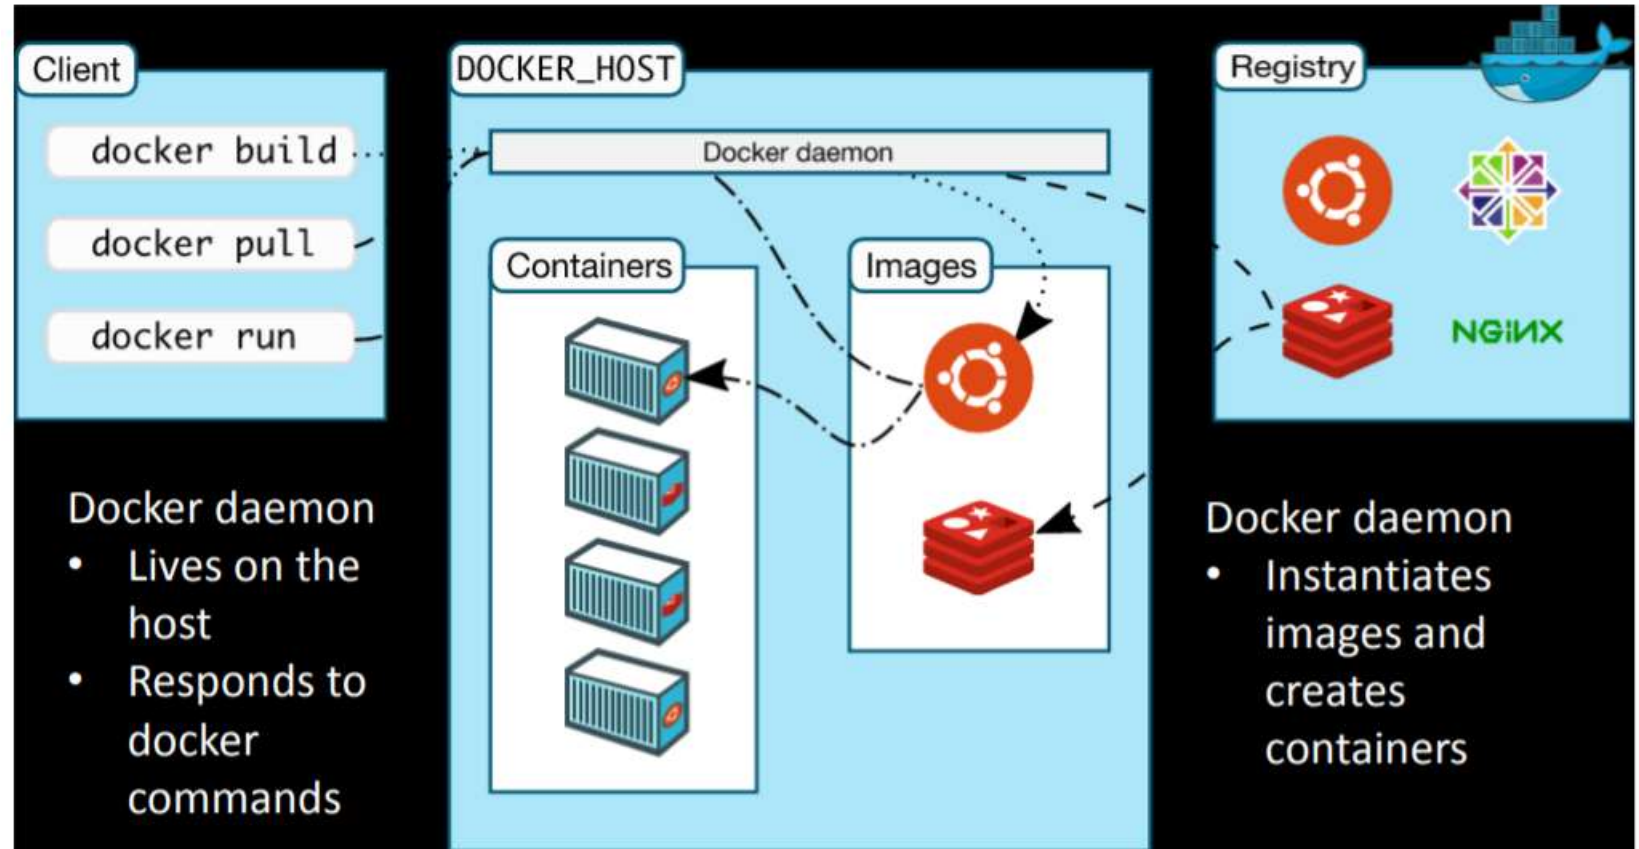 Client
docker build
docker pull
docker run
DOCKER_HOST
Docker daemon
Containers
Images
Registry
NGiNX
Docker daemon
• Lives on the
host
• Responds to
docker
commands
Docker daemon
• Instantiates
images and
creates
containers